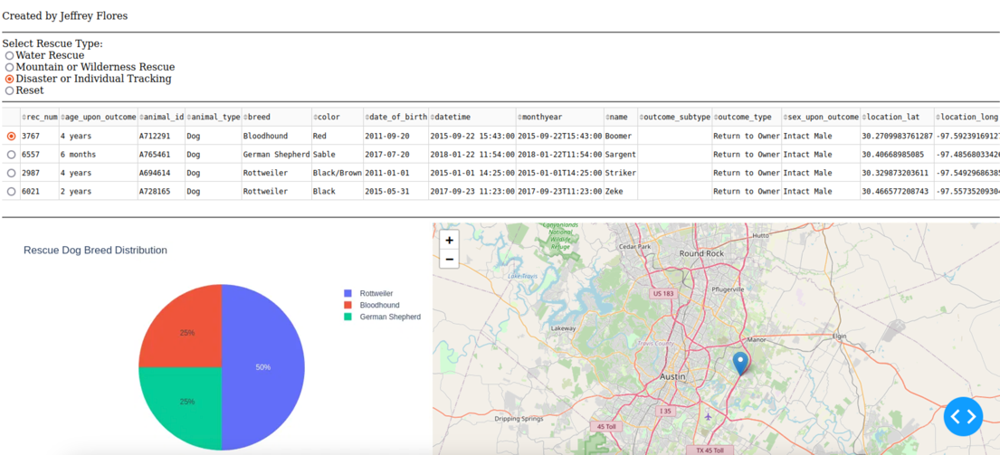 Created by Jeffrey Flores
Select Rescue Type:
Water Rescue
Mountain or Wilderness Rescue
Disaster or Individual Tracking
Reset
rec_num age_upon_outcome animal_id animal_type breed color date_of_birth datetime monthyear name outcome_subtype outcome_type sex_upon_outcome location_lat location_long
3767 4 years A712291 Dog Bloodhound Red 2011-09-20 2015-09-22 15:43:00 2015-09-22T15:43:00 Boomer Return to Owner Intact Male 30.2709983761287 -97.5923916912
6557 6 months A765461 Dog German Shepherd Sable 2017-07-20 2018-01-22 11:54:00 2018-01-22T11:54:00 Sargent Return to Owner Intact Male 30.40668985085 -97.48568033426
2987 4 years A694614 Dog Rottweiler Black/Brown 2011-01-01 2015-01-01 14:25:00 2015-01-01T14:25:00 Striker Return to Owner Intact Male 30.329873203611 -97.5492968638
6021 2 years A728165 Dog Rottweiler Black 2015-05-31 2017-09-23 11:23:00 2017-09-23T11:23:00 Zeke Return to Owner Intact Male 30.466577208743 -97.5573520930
Rescue Dog Breed Distribution
Rottweiler
Bloodhound
German Shepherd
25%
50%
25%
+
−
Canyonlands
National
Wildlife
Refuge
Hutto
Cedar Park
Round Rock
Lake Travis
US 183
Pflugerville
Lakeway
Manor
Elgin
Travis County
Austin
I 35
Dripping Springs
45 Toll
TX 45 Toll